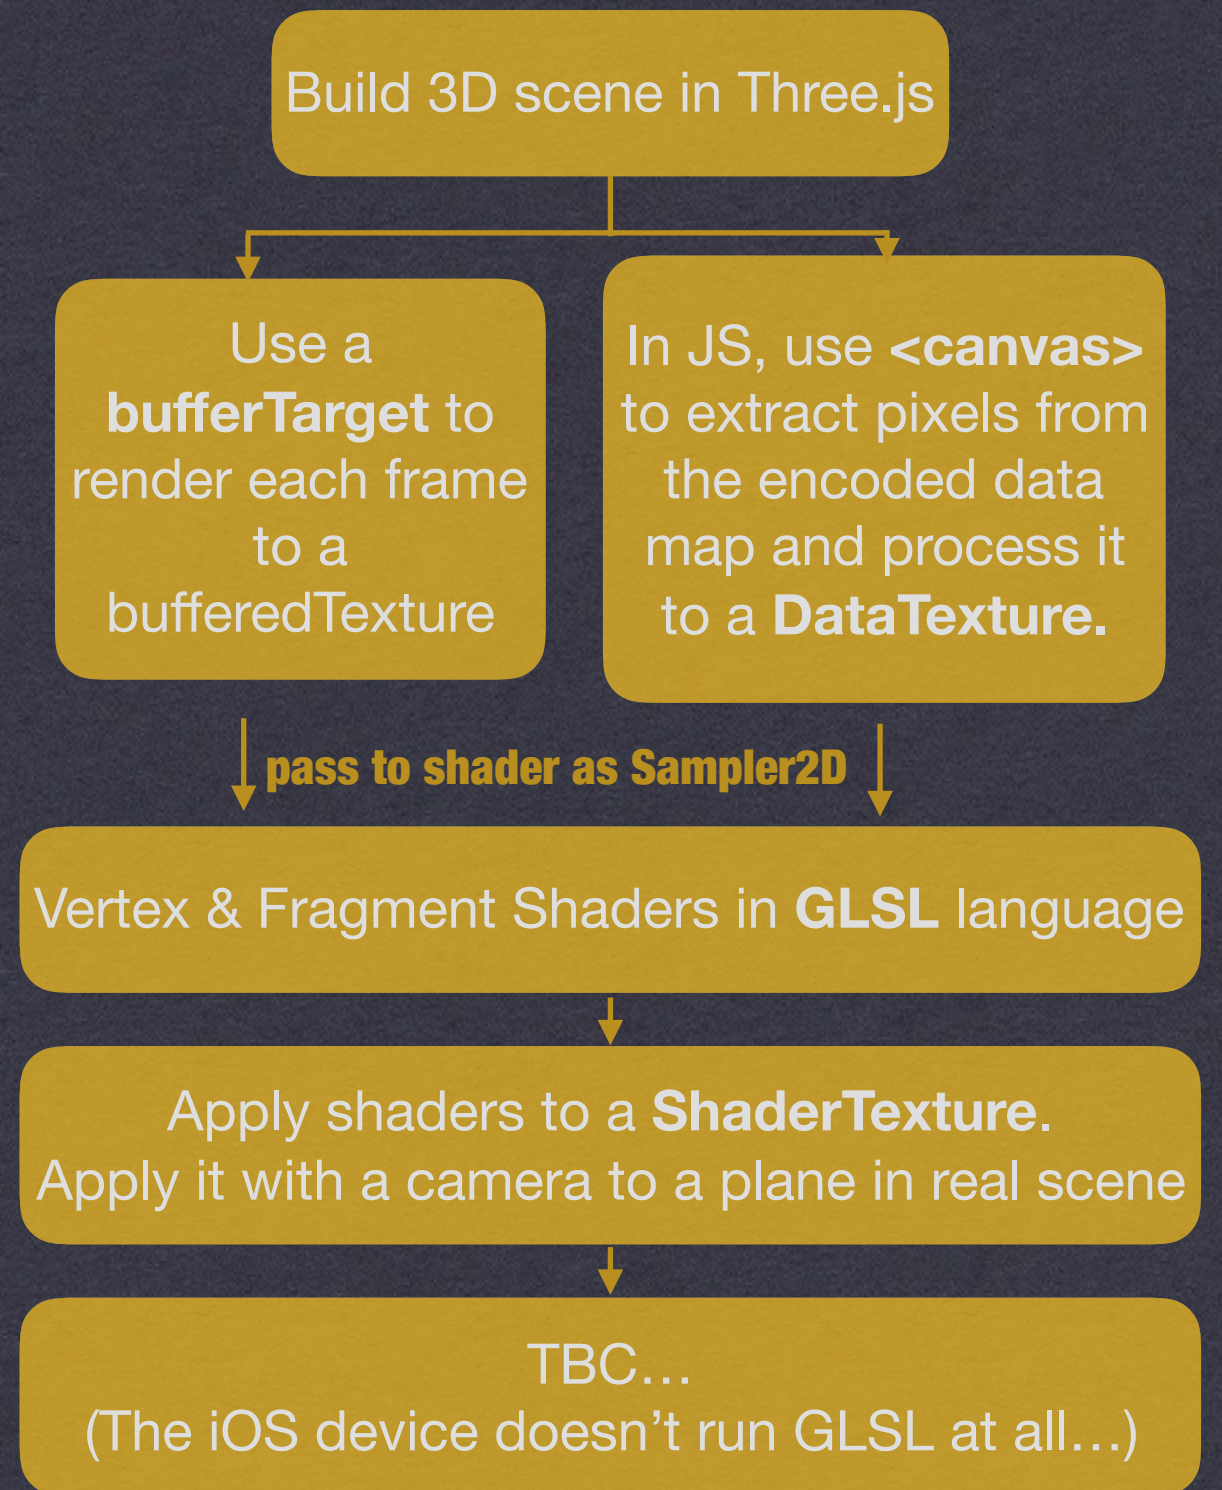 Build 3D scene in Three.js
Use a
bufferTarget to
render each frame
to a
bufferedTexture
In JS, use <canvas>
to extract pixels from
the encoded data
map and process it
to a DataTexture.
pass to shader as Sampler2D
Vertex & Fragment Shaders in GLSL language
Apply shaders to a ShaderTexture.
Apply it with a camera to a plane in real scene
TBC…
(The iOS device doesn’t run GLSL at all…)